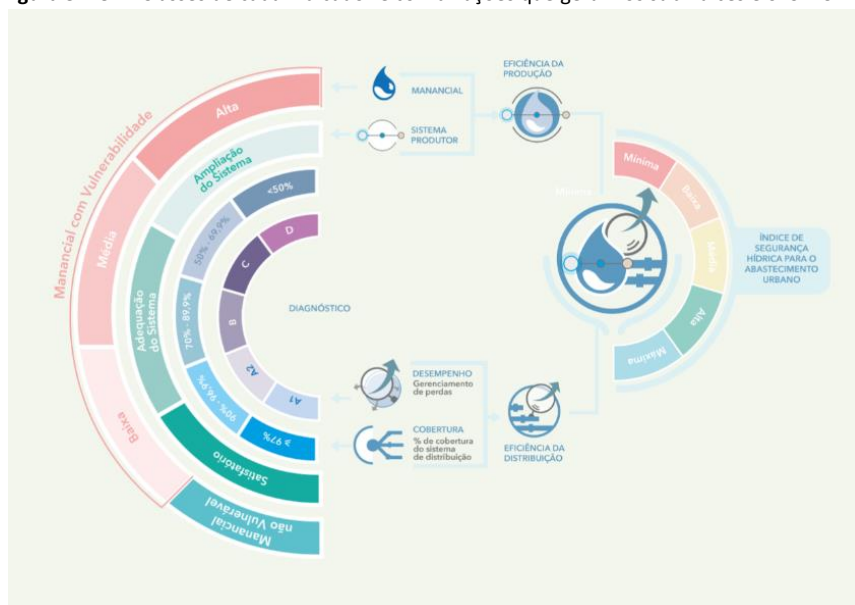 Manancial com Vulnerabilidade
Alta
Média
Baixa
Manancial
não Vulnerável
Ampliação
do Sistema
Adequação
do Sistema
Satisfatório
<50%
50% - 69,9%
70% - 89,9%
90% - 96,9%
≥ 97%
D
C
B
A2
A1
DIAGNÓSTICO
MANANCIAL
SISTEMA
PRODUTOR
EFICIÊNCIA DA
PRODUÇÃO
DESEMPENHO
Gerenciamento
de perdas
COBERTURA
% de cobertura
do sistema
de distribuição
EFICIÊNCIA DA
DISTRIBUIÇÃO
Mínima
Baixa
Média
Alta
Máxima
ÍNDICE DE
SEGURANÇA
HÍDRICA PARA O
ABASTECIMENTO
URBANO